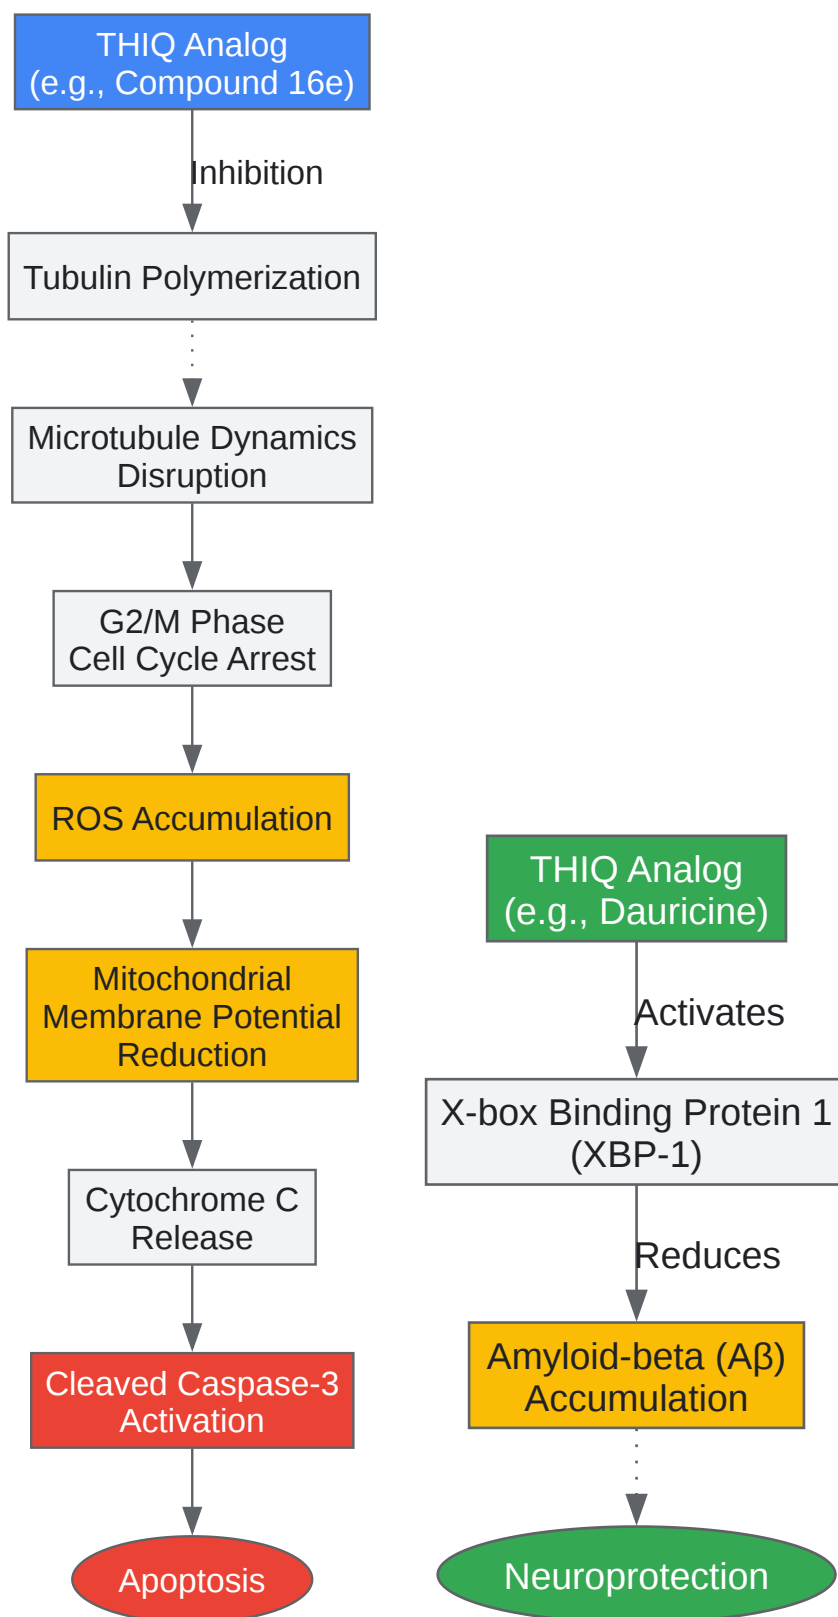 THIQ Analog
(e.g., Compound 16e)
Inhibition
Tubulin Polymerization
Microtubule Dynamics
Disruption
G2/M Phase
Cell Cycle Arrest
ROS Accumulation
Mitochondrial
Membrane Potential
Reduction
Cytochrome C
Release
Cleaved Caspase-3
Activation
Apoptosis
THIQ Analog
(e.g., Dauricine)
Activates
X-box Binding Protein 1
(XBP-1)
Reduces
Amyloid-beta (Aβ)
Accumulation
Neuroprotection